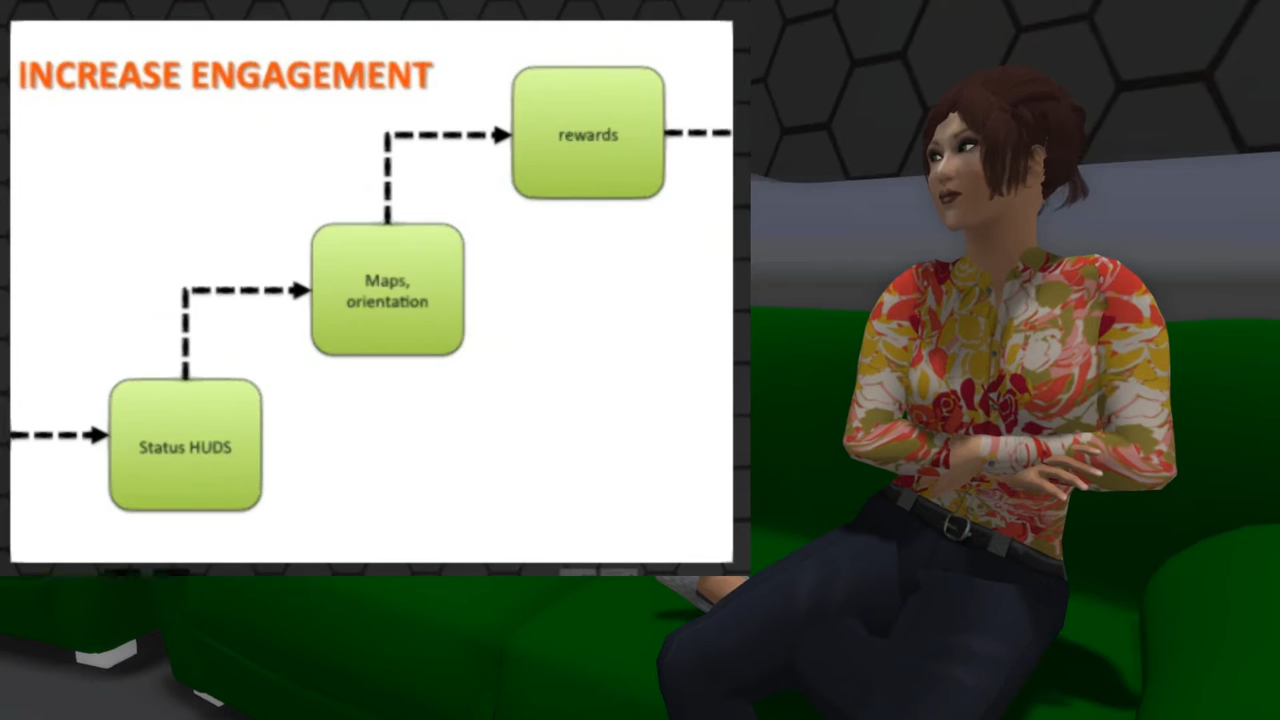 INCREASE ENGAGEMENT
rewards
Maps,
orientation
Status HUDS